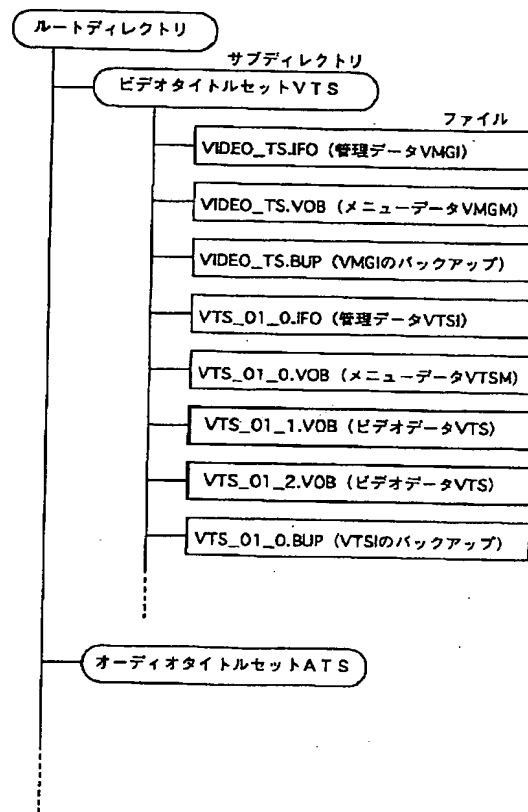 ルートディレクトリ
サブディレクトリ
ビデオタイトルセットVTS
ファイル
VIDEO_TS.IFO (管理データVMGI)
VIDEO_TS.VOB (メニューデータVMGM)
VIDEO_TS.BUP (VMGIのバックアップ)
VTS_01_0.IFO (管理データVTSI)
VTS_01_0.VOB (メニューデータVTSM)
VTS_01_1.VOB (ビデオデータVTS)
VTS_01_2.VOB (ビデオデータVTS)
VTS_01_0.BUP (VTSIのバックアップ)
オーディオタイトルセットATS